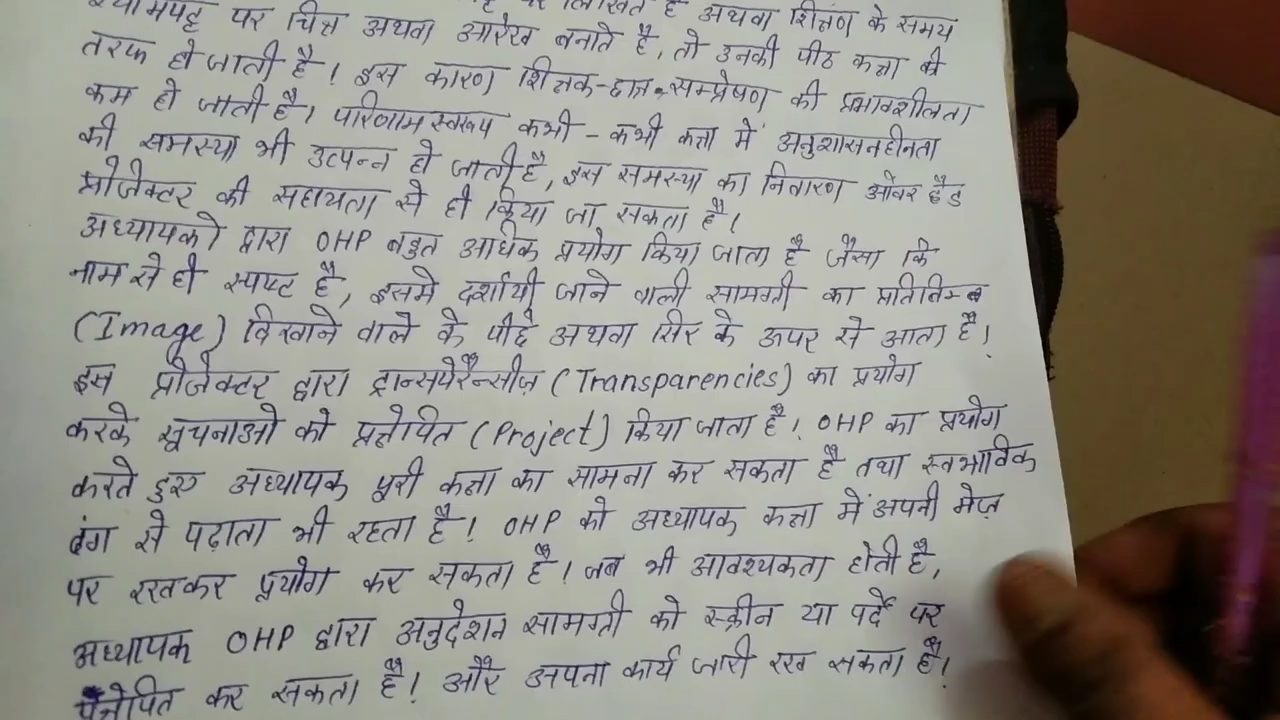 श्यामपट्ट पर चित्र अथवा आरेख बनाते है, तो उनकी पीठ कक्षा की
लिखते है अथवा शिक्षण के समय
तरफ हो जाती है। इस कारण शिक्षक-छात्र सम्प्रेषण की प्रभावशीलता
कम हो जाती है। परिणाम स्वरूप कभी-कभी कक्षा में अनुशासनहीनता
की समस्या भी उत्पन्न हो जाती है, इस समस्या का निवारण ओवर हैड
प्रोजेक्टर की सहायता से ही किया जा सकता है।
अध्यापको द्वारा OHP बहुत अधिक प्रयोग किया जाता है जैसा कि
नाम से ही स्पष्ट है, इसमे दर्शायी जाने वाली सामग्री का प्रतिबिम्ब
(Image) दिखाने वाले के पीछे अथवा सिर के ऊपर से आता है।
इस प्रोजेक्टर द्वारा ट्रान्सपेरैन्सीज़ (Transparencies) का प्रयोग
करके सूचनाओ को प्रक्षेपित (Project) किया जाता है। OHP का प्रयोग
करते हुए अध्यापक पूरी कक्षा का सामना कर सकता है तथा स्वभाविक
ढंग से पढ़ाता भी रहता है। OHP को अध्यापक कक्षा में अपनी मेज़
पर रखकर प्रयोग कर सकता है। जब भी आवश्यकता होती है,
अध्यापक OHP द्वारा अनुदेशन सामग्री को स्क्रीन या पर्दे पर
प्रक्षेपित कर सकता है। और अपना कार्य जारी रख सकता है।